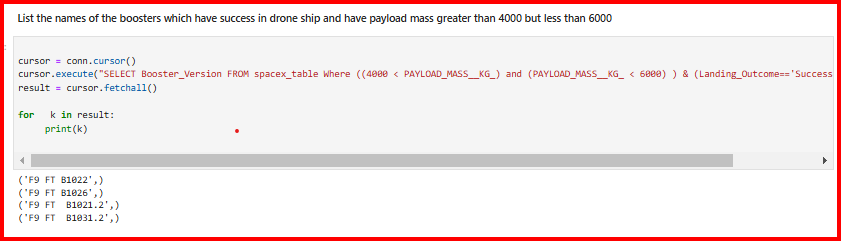 List the names of the boosters which have success in drone ship and have payload mass greater than 4000 but less than 6000
cursor = conn.cursor()
cursor.execute("SELECT Booster_Version FROM spacex_table Where ((4000 < PAYLOAD_MASS__KG_) and (PAYLOAD_MASS__KG_ < 6000) ) & (Landing_Outcome=='Success
result = cursor.fetchall()
for   k in result:
     print(k)
('F9 FT B1022',)
('F9 FT B1026',)
('F9 FT  B1021.2',)
('F9 FT  B1031.2',)